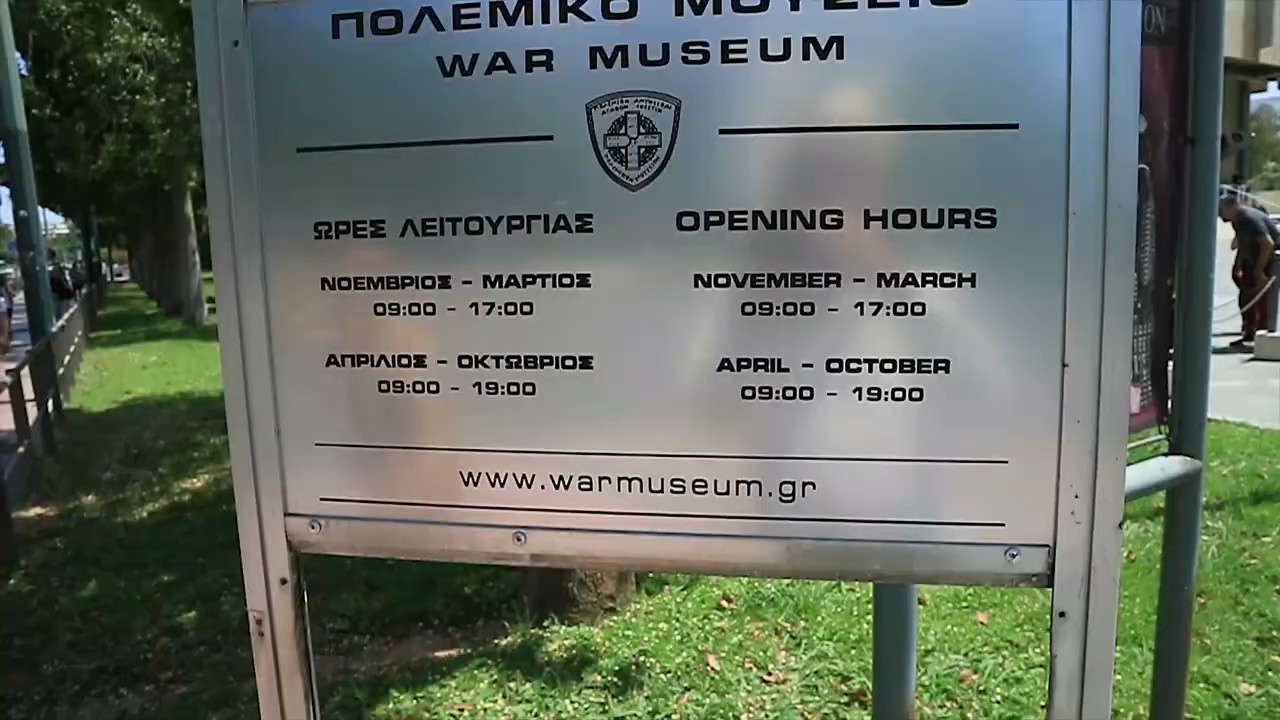 ΠΟΛΕΜΙΚΟ ΜΟΥΣΕΙΟ
WAR MUSEUM
ΩΡΕΣ ΛΕΙΤΟΥΡΓΙΑΣ
ΝΟΕΜΒΡΙΟΣ - ΜΑΡΤΙΟΣ
09:00 - 17:00
ΑΠΡΙΛΙΟΣ - ΟΚΤΩΒΡΙΟΣ
09:00 - 19:00
OPENING HOURS
NOVEMBER - MARCH
09:00 - 17:00
APRIL - OCTOBER
09:00 - 19:00
www.warmuseum.gr